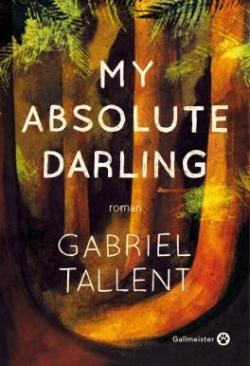 MY
ABSOLUTE
DARLING
roman
GABRIEL
TALLENT
Gallmeister